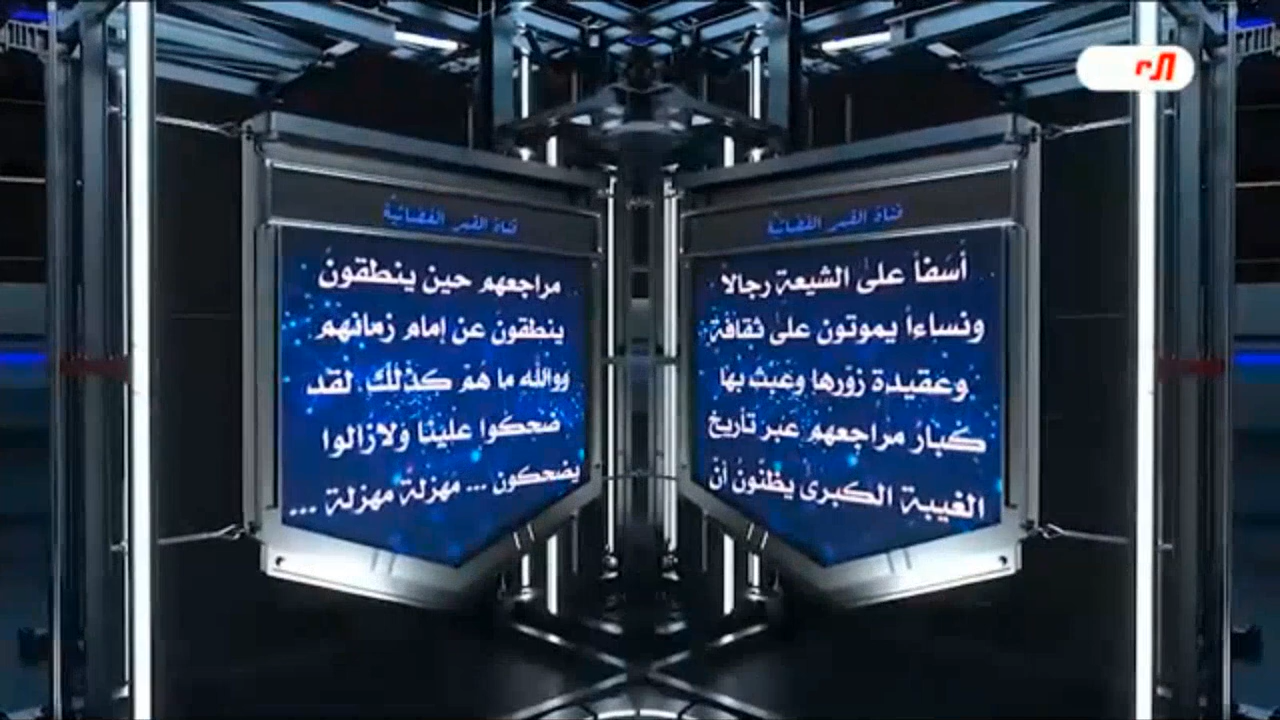 قناة القمر الفضائية
أسفاً على الشيعة رجالاً
ونساءاً يموتون على ثقافة
وعقيدة زورها وعبث بها
كبار مراجعهم عبر تأريخ
الغيبة الكبرى يظنون أن
قناة القمر الفضائية
مراجعهم حين ينطقون
ينطقون عن إمام زمانهم
ووالله ما هم كذلك لقد
ضحكوا علينا ولازالوا
يضحكون ... مهزلة مهزلة ...